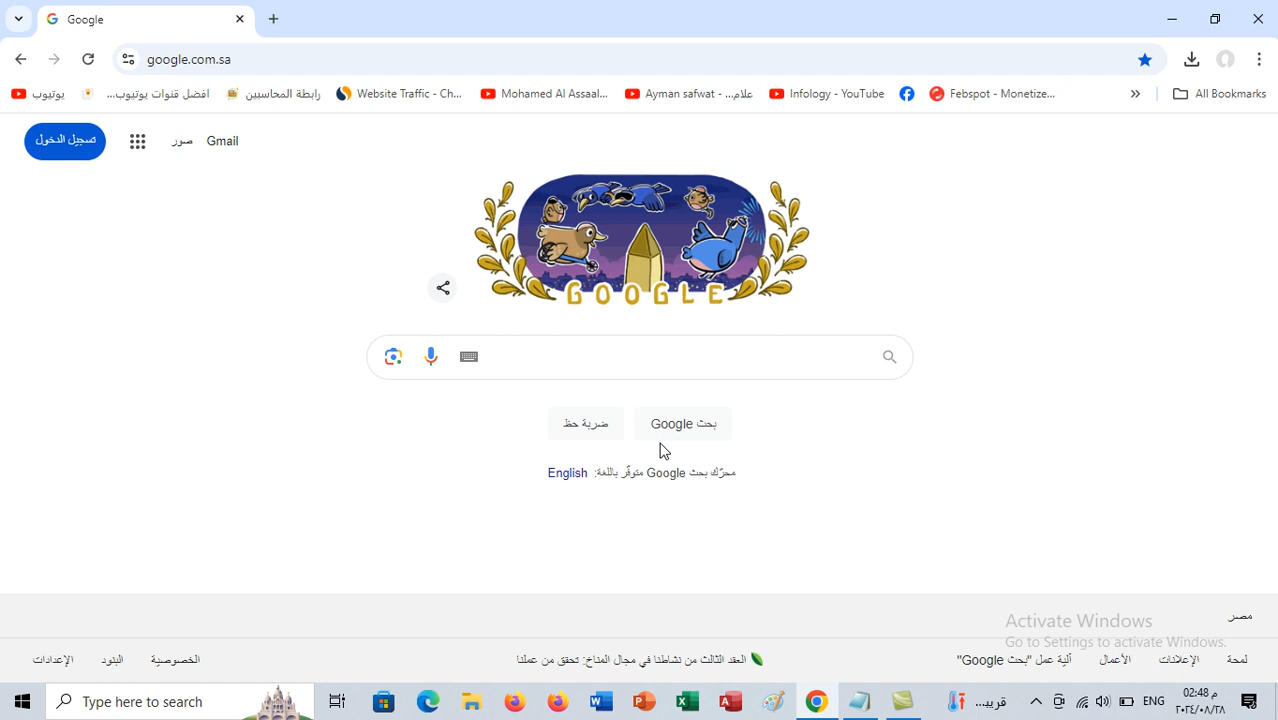 Google
google.com.sa
يوتيوب
افضل قنوات يوتيوب...
رابطة المحاسبين
Website Traffic - Ch...
Mohamed Al Assaal...
Ayman safwat - ...علام
Infology - YouTube
Febspot - Monetize...
All Bookmarks
تسجيل الدخول
صور
Gmail
GOOGLE
بحث Google
ضربة حظ
محرّك بحث Google متوفّر باللغة: English
Activate Windows
Go to Settings to activate Windows.
مصر
لمحة
الإعلانات
الأعمال
آلية عمل "بحث Google"
العقد الثالث من نشاطنا في مجال المناخ: تحقق من عملنا
الخصوصية
البنود
الإعدادات
Type here to search
قريبـ...
ENG
02:48 م
٢٠٢٤/٠٨/٢٨